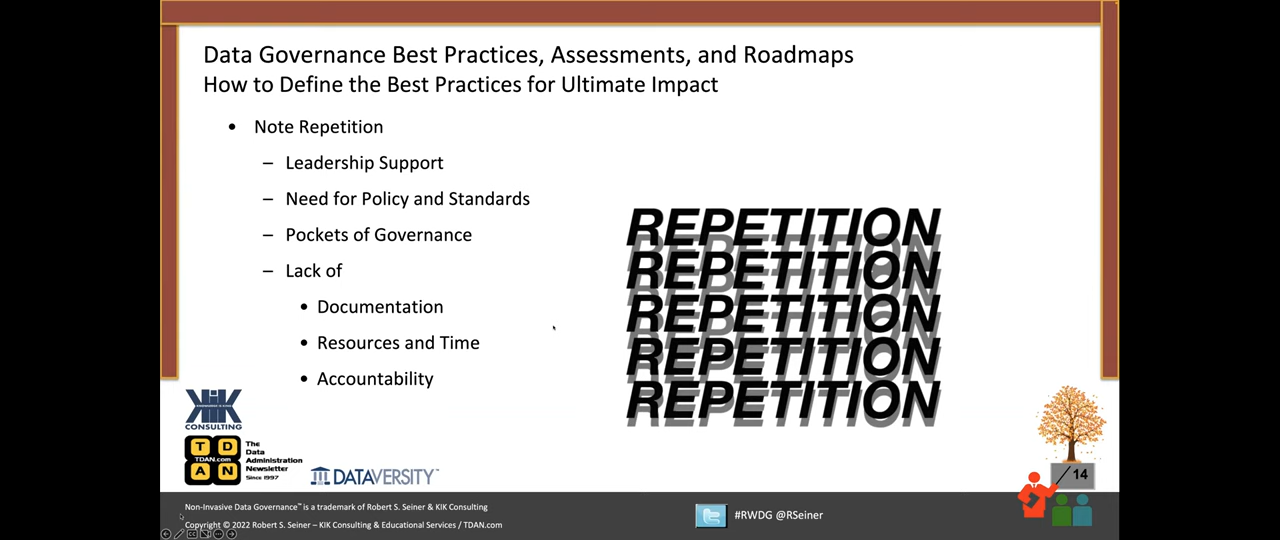 Data Governance Best Practices, Assessments, and Roadmaps
How to Define the Best Practices for Ultimate Impact
• Note Repetition
– Leadership Support
– Need for Policy and Standards
– Pockets of Governance
– Lack of
• Documentation
• Resources and Time
• Accountability
REPETITION
REPETITION
REPETITION
REPETITION
REPETITION
KIK
CONSULTING
T D
TDAN.com
A N
The
Data
Administration
Newsletter
Since 1997
DATAVERSITY™
14
Non-Invasive Data Governance™ is a trademark of Robert S. Seiner & KIK Consulting
Copyright © 2022 Robert S. Seiner – KIK Consulting & Educational Services / TDAN.com
#RWDG @RSeiner